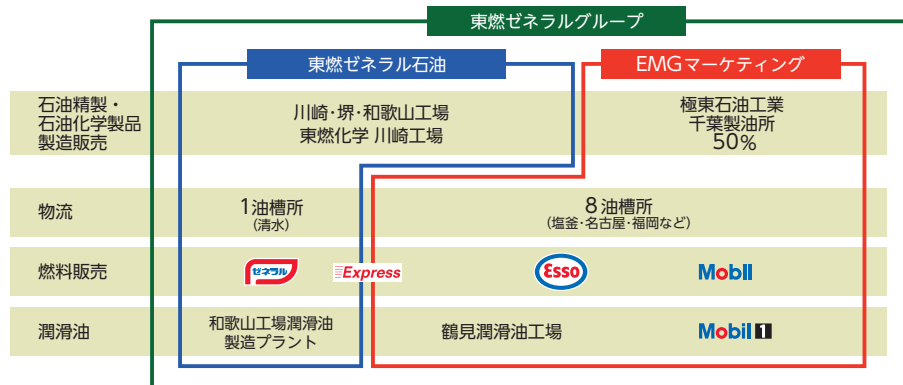 東燃ゼネラルグループ
東燃ゼネラル石油
EMGマーケティング
石油精製・
石油化学製品
製造販売
川崎・堺・和歌山工場
東燃化学 川崎工場
極東石油工業
千葉製油所
50%
物流
1油槽所
(清水)
8油槽所
(塩釜・名古屋・福岡など)
燃料販売
ゼネラル
Express
Esso
Mobil
潤滑油
和歌山工場潤滑油
製造プラント
鶴見潤滑油工場
Mobil 1